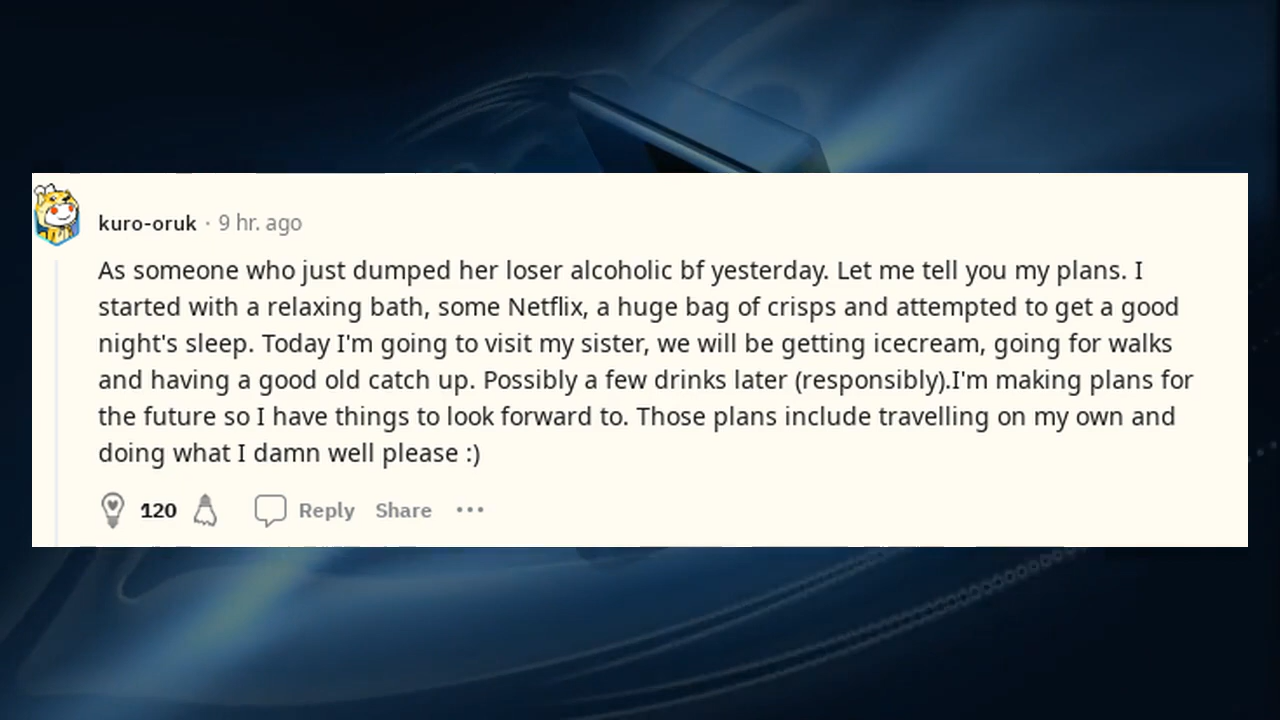 kuro-oruk · 9 hr. ago
As someone who just dumped her loser alcoholic bf yesterday. Let me tell you my plans. I
started with a relaxing bath, some Netflix, a huge bag of crisps and attempted to get a good
night's sleep. Today I'm going to visit my sister, we will be getting icecream, going for walks
and having a good old catch up. Possibly a few drinks later (responsibly).I'm making plans for
the future so I have things to look forward to. Those plans include travelling on my own and
doing what I damn well please :)
120 Reply Share ···